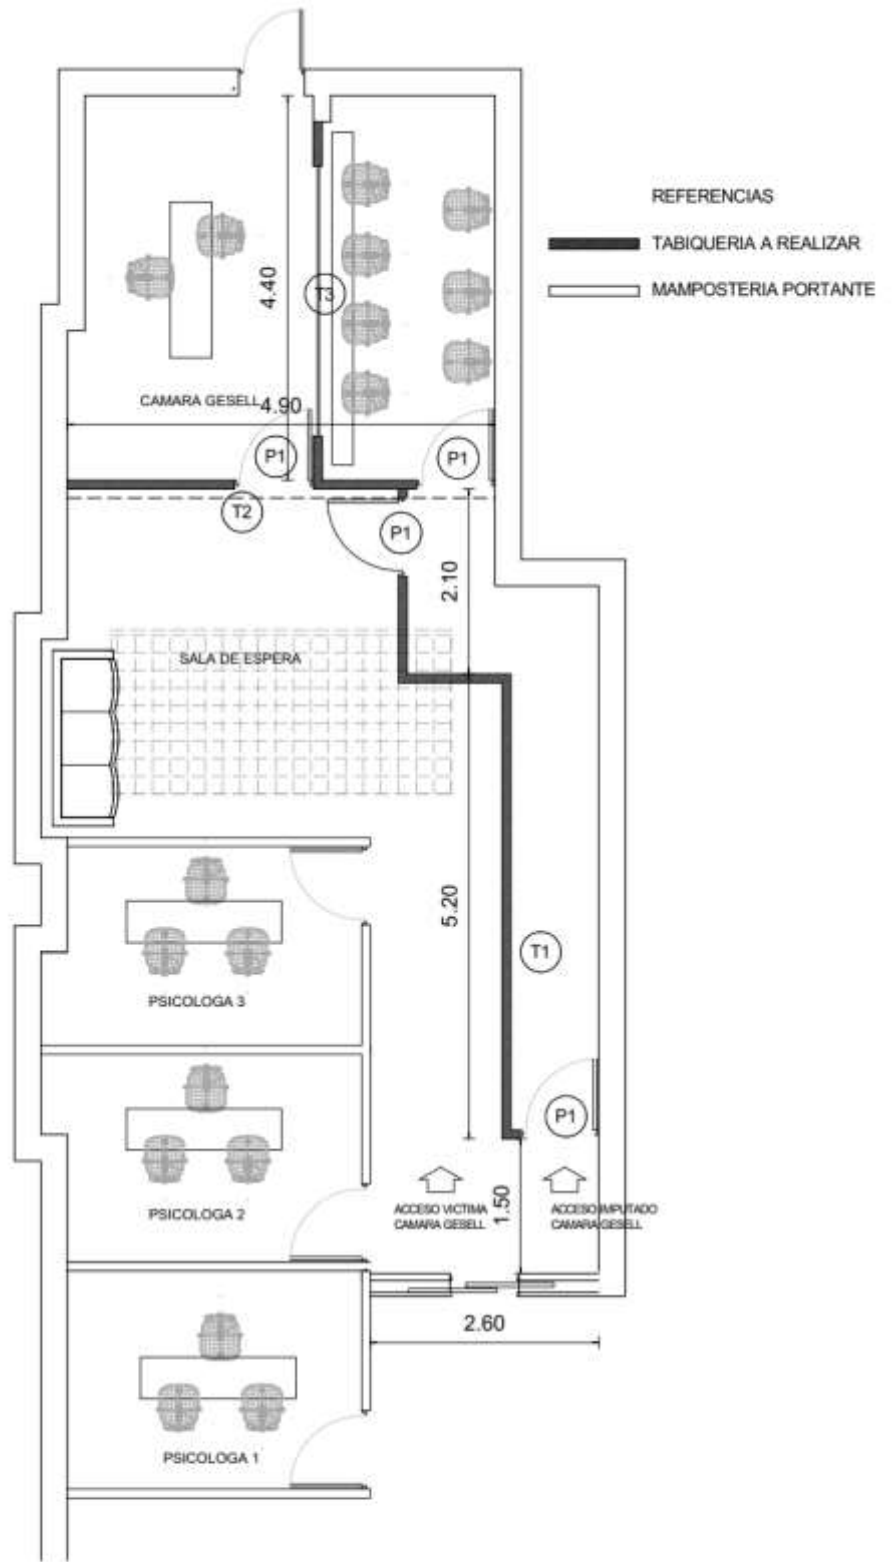 REFERENCIAS
TABIQUERIA A REALIZAR
MAMPOSTERIA PORTANTE
4.40
T3
CAMARA GESELL
4.90
P1
P1
T2
P1
2.10
SALA DE ESPERA
5.20
T1
PSICOLOGA 3
P1
PSICOLOGA 2
ACCESO VICTIMA
CAMARA GESELL
1.50
ACCESO IMPUTADO
CAMARA GESELL
2.60
PSICOLOGA 1